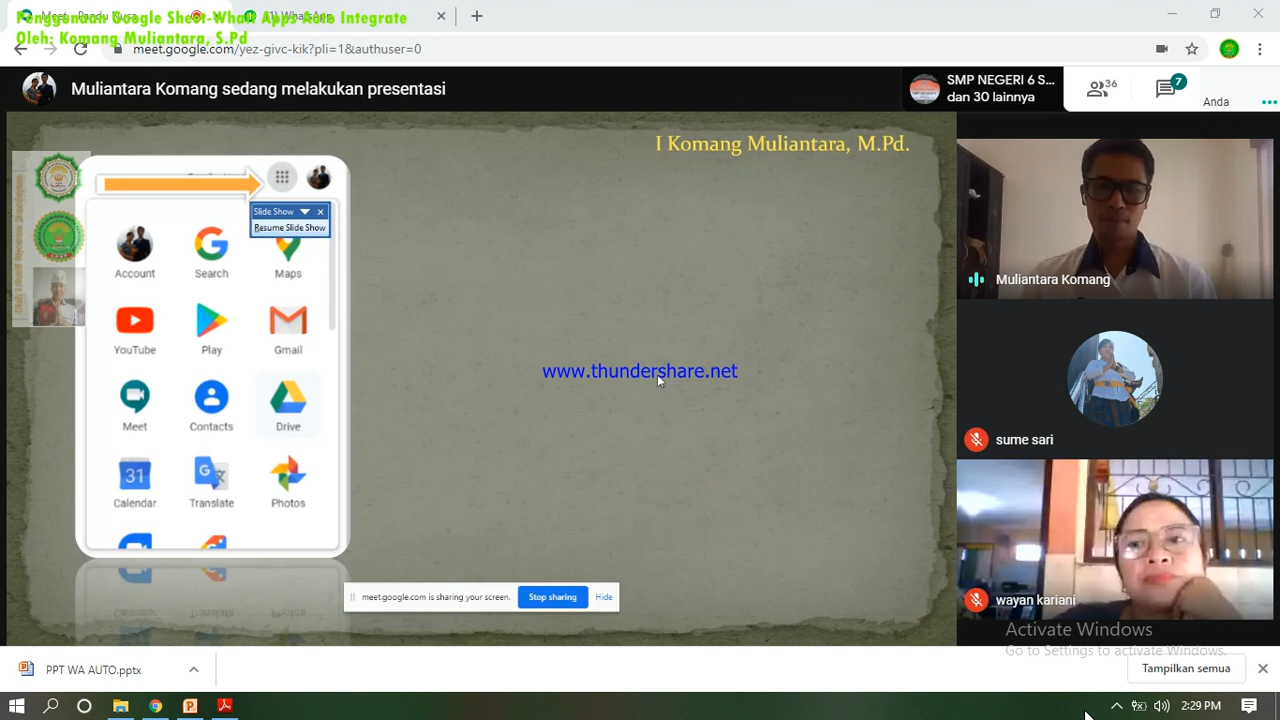 Penggunaan Google Sheet-Whait Apps Auto Integrate
Oleh: Komang Muliantara, S.Pd
meet.google.com/yez-givc-kik?pli=1&authuser=0
Muliantara Komang sedang melakukan presentasi
SMP NEGERI 6 S...
dan 30 lainnya
36
7
Anda
I Komang Muliantara, M.Pd.
Slide Show
Resume Slide Show
Account
Search
Maps
YouTube
Play
Gmail
Meet
Contacts
Drive
31
Calendar
Translate
Photos
www.thundershare.net
Muliantara Komang
sume sari
wayan kariani
meet.google.com is sharing your screen.
Stop sharing
Hide
Activate Windows
Go to Settings to activate Windows.
PPT WA AUTO.pptx
Tampilkan semua
2:29 PM